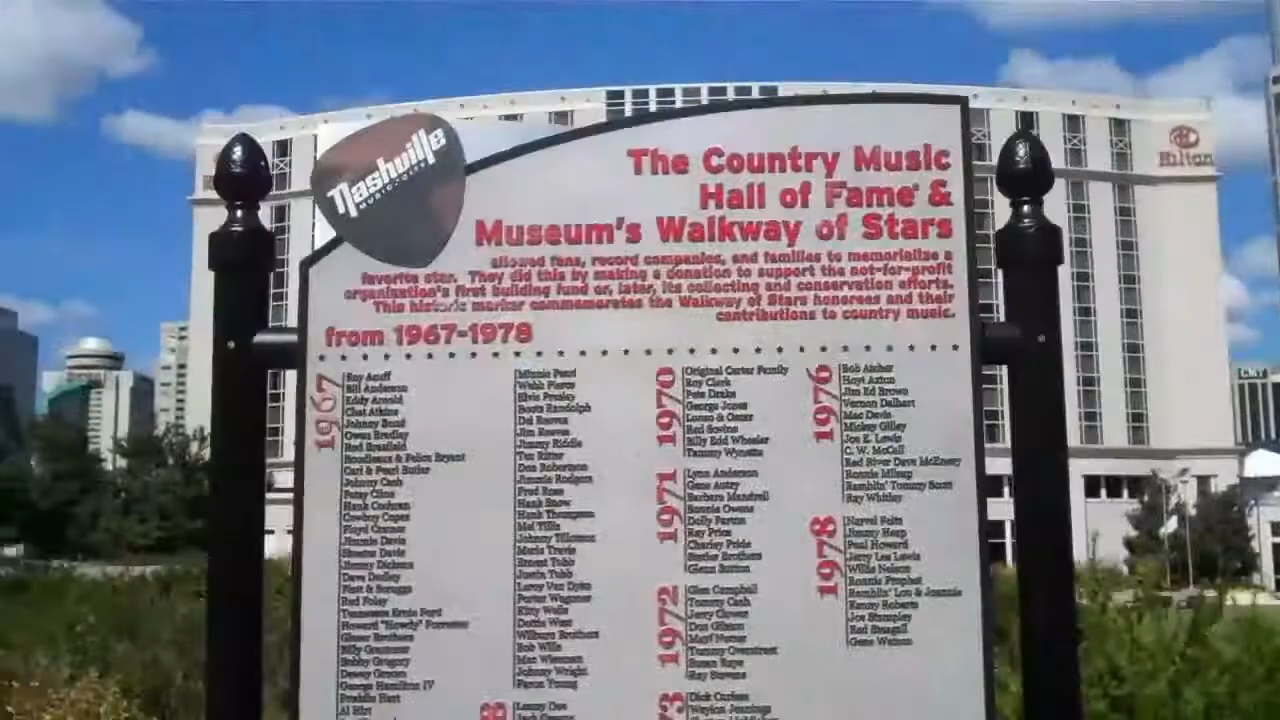 Nashville
MUSIC CITY
Hilton
The Country Music
Hall of Fame® &
Museum's Walkway of Stars
allowed fans, record companies, and families to memorialize a
favorite star. They did this by making a donation to support the not-for-profit
organization's first building fund or, later, its collecting and conservation efforts.
This historic marker commemorates the Walkway of Stars honorees and their
contributions to country music.
from 1967-1978
1967
Roy Acuff
Bill Anderson
Eddy Arnold
Chet Atkins
Johnny Bond
Owen Bradley
Rod Brasfield
Boudleaux & Felice Bryant
Carl & Pearl Butler
Johnny Cash
Patsy Cline
Hank Cochran
Cowboy Copas
Floyd Cramer
Jimmie Davis
Skeeter Davis
Jimmy Dickens
Dave Dudley
Flatt & Scruggs
Red Foley
Tennessee Ernie Ford
Howard "Howdy" Forrester
Glaser Brothers
Billy Grammer
Bobby Gregory
Dewey Groom
George Hamilton IV
Freddie Hart
Al Hirt
Minnie Pearl
Webb Pierce
Elvis Presley
Boots Randolph
Del Reeves
Jim Reeves
Jimmy Riddle
Tex Ritter
Don Robertson
Jimmie Rodgers
Fred Rose
Hank Snow
Hank Thompson
Mel Tillis
Johnny Tillotson
Merle Travis
Ernest Tubb
Justin Tubb
Leroy Van Dyke
Porter Wagoner
Kitty Wells
Dottie West
Wilburn Brothers
Bob Wills
Mac Wiseman
Johnny Wright
Faron Young
1970
Original Carter Family
Roy Clark
Pete Drake
George Jones
Lonzo & Oscar
Red Sovine
Billy Edd Wheeler
Tammy Wynette
1971
Lynn Anderson
Gene Autry
Barbara Mandrell
Bonnie Owens
Dolly Parton
Ray Price
Charley Pride
Brothers
Glenn Sutton
1972
Glen Campbell
Tommy Cash
Jerry Clower
Don Gibson
Tommy Overstreet
Susan Raye
Ray Stevens
Dick Curless
Waylon Jennings
1976
Bob Atcher
Hoyt Axton
Jim Ed Brown
Vernon Dalhart
Mac Davis
Mickey Gilley
Joe E. Lewis
C. W. McCall
Red River Dave McEnery
Ronnie Milsap
Ramblin' Tommy Scott
Ray Whitley
1978
Narvel Felts
Paul Howard
Jerry Lee Lewis
Willie Nelson
Ronnie Prophet
Ramblin' Lou & Joannie
Kenny Roberts
Joe Stampley
Red Steagall
Gene Watson